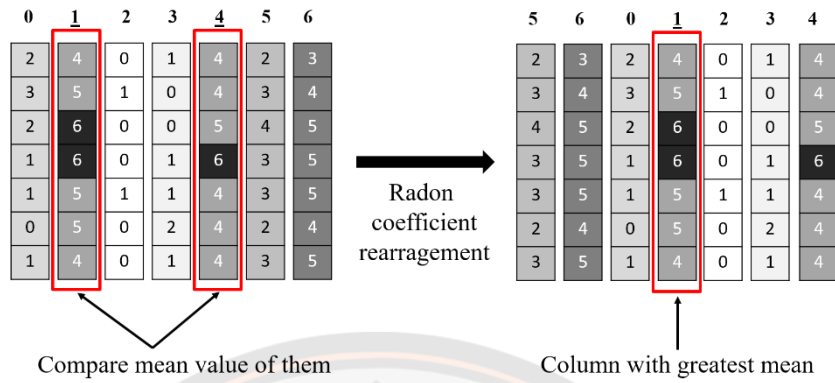 0 1 2 3 4 5 6
2 4 0 1 4 2 3
3 5 1 0 4 3 4
2 6 0 0 5 4 5
1 6 0 1 6 3 5
1 5 1 1 4 3 5
0 5 0 2 4 2 4
1 4 0 1 4 3 5
Compare mean value of them
Radon
coefficient
rearragement
5 6 0 1 2 3 4
2 3 2 4 0 1 4
3 4 3 5 1 0 4
4 5 2 6 0 0 5
3 5 1 6 0 1 6
3 5 1 5 1 1 4
2 4 0 5 0 2 4
3 5 1 4 0 1 4
Column with greatest mean